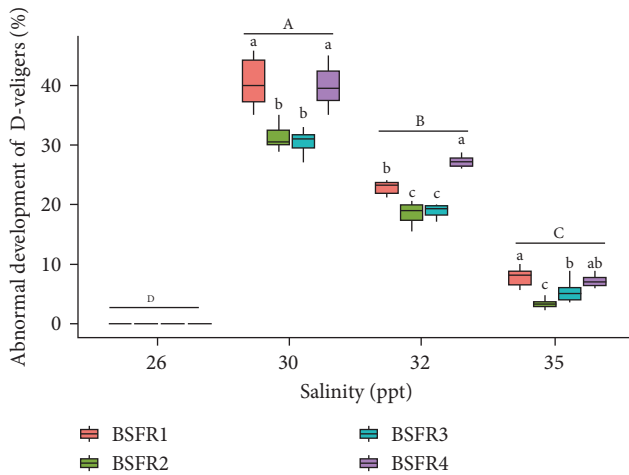 Abnormal development of D-veligers (%)
40
30
20
10
0
A
a
b
b
a
B
b
c
c
a
C
a
c
b
ab
D
26
30
32
35
Salinity (ppt)
BSFR1
BSFR2
BSFR3
BSFR4